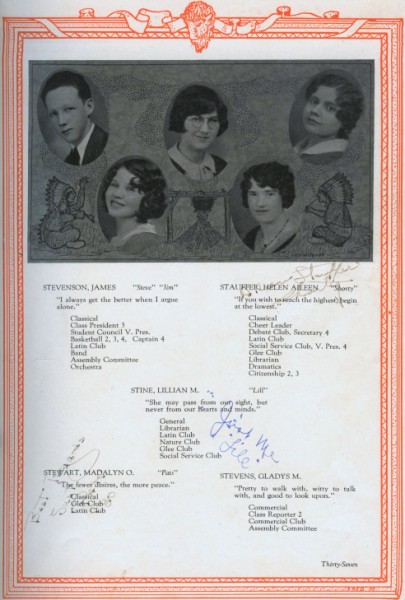 STEVENSON, JAMES "Steve" "Jim"
"I always get the better when I argue
alone."
Classical
Class President 3
Student Council V. Pres.
Basketball 2, 3, 4, Captain 4
Latin Club
Band
Assembly Committee
Orchestra
STAUFFER, HELEN AILEEN "Shorty"
"If you wish to reach the highest, begin
at the lowest."
Classical
Cheer Leader
Debate Club, Secretary 4
Latin Club
Social Service Club, V. Pres. 4
Glee Club
Librarian
Dramatics
Citizenship 2, 3
Stauffer
STINE, LILLIAN M. "Lill"
"She may pass from our sight, but
never from our Hearts and minds."
General
Librarian
Latin Club
Nature Club
Glee Club
Social Service Club
STEWART, MADALYN O. "Pats"
"The fewer desires, the more peace."
Classical
Glee Club
Latin Club
STEVENS, GLADYS M.
"Pretty to walk with, witty to talk
with, and good to look upon."
Commercial
Class Reporter 2
Commercial Club
Assembly Committee
Thirty-Seven